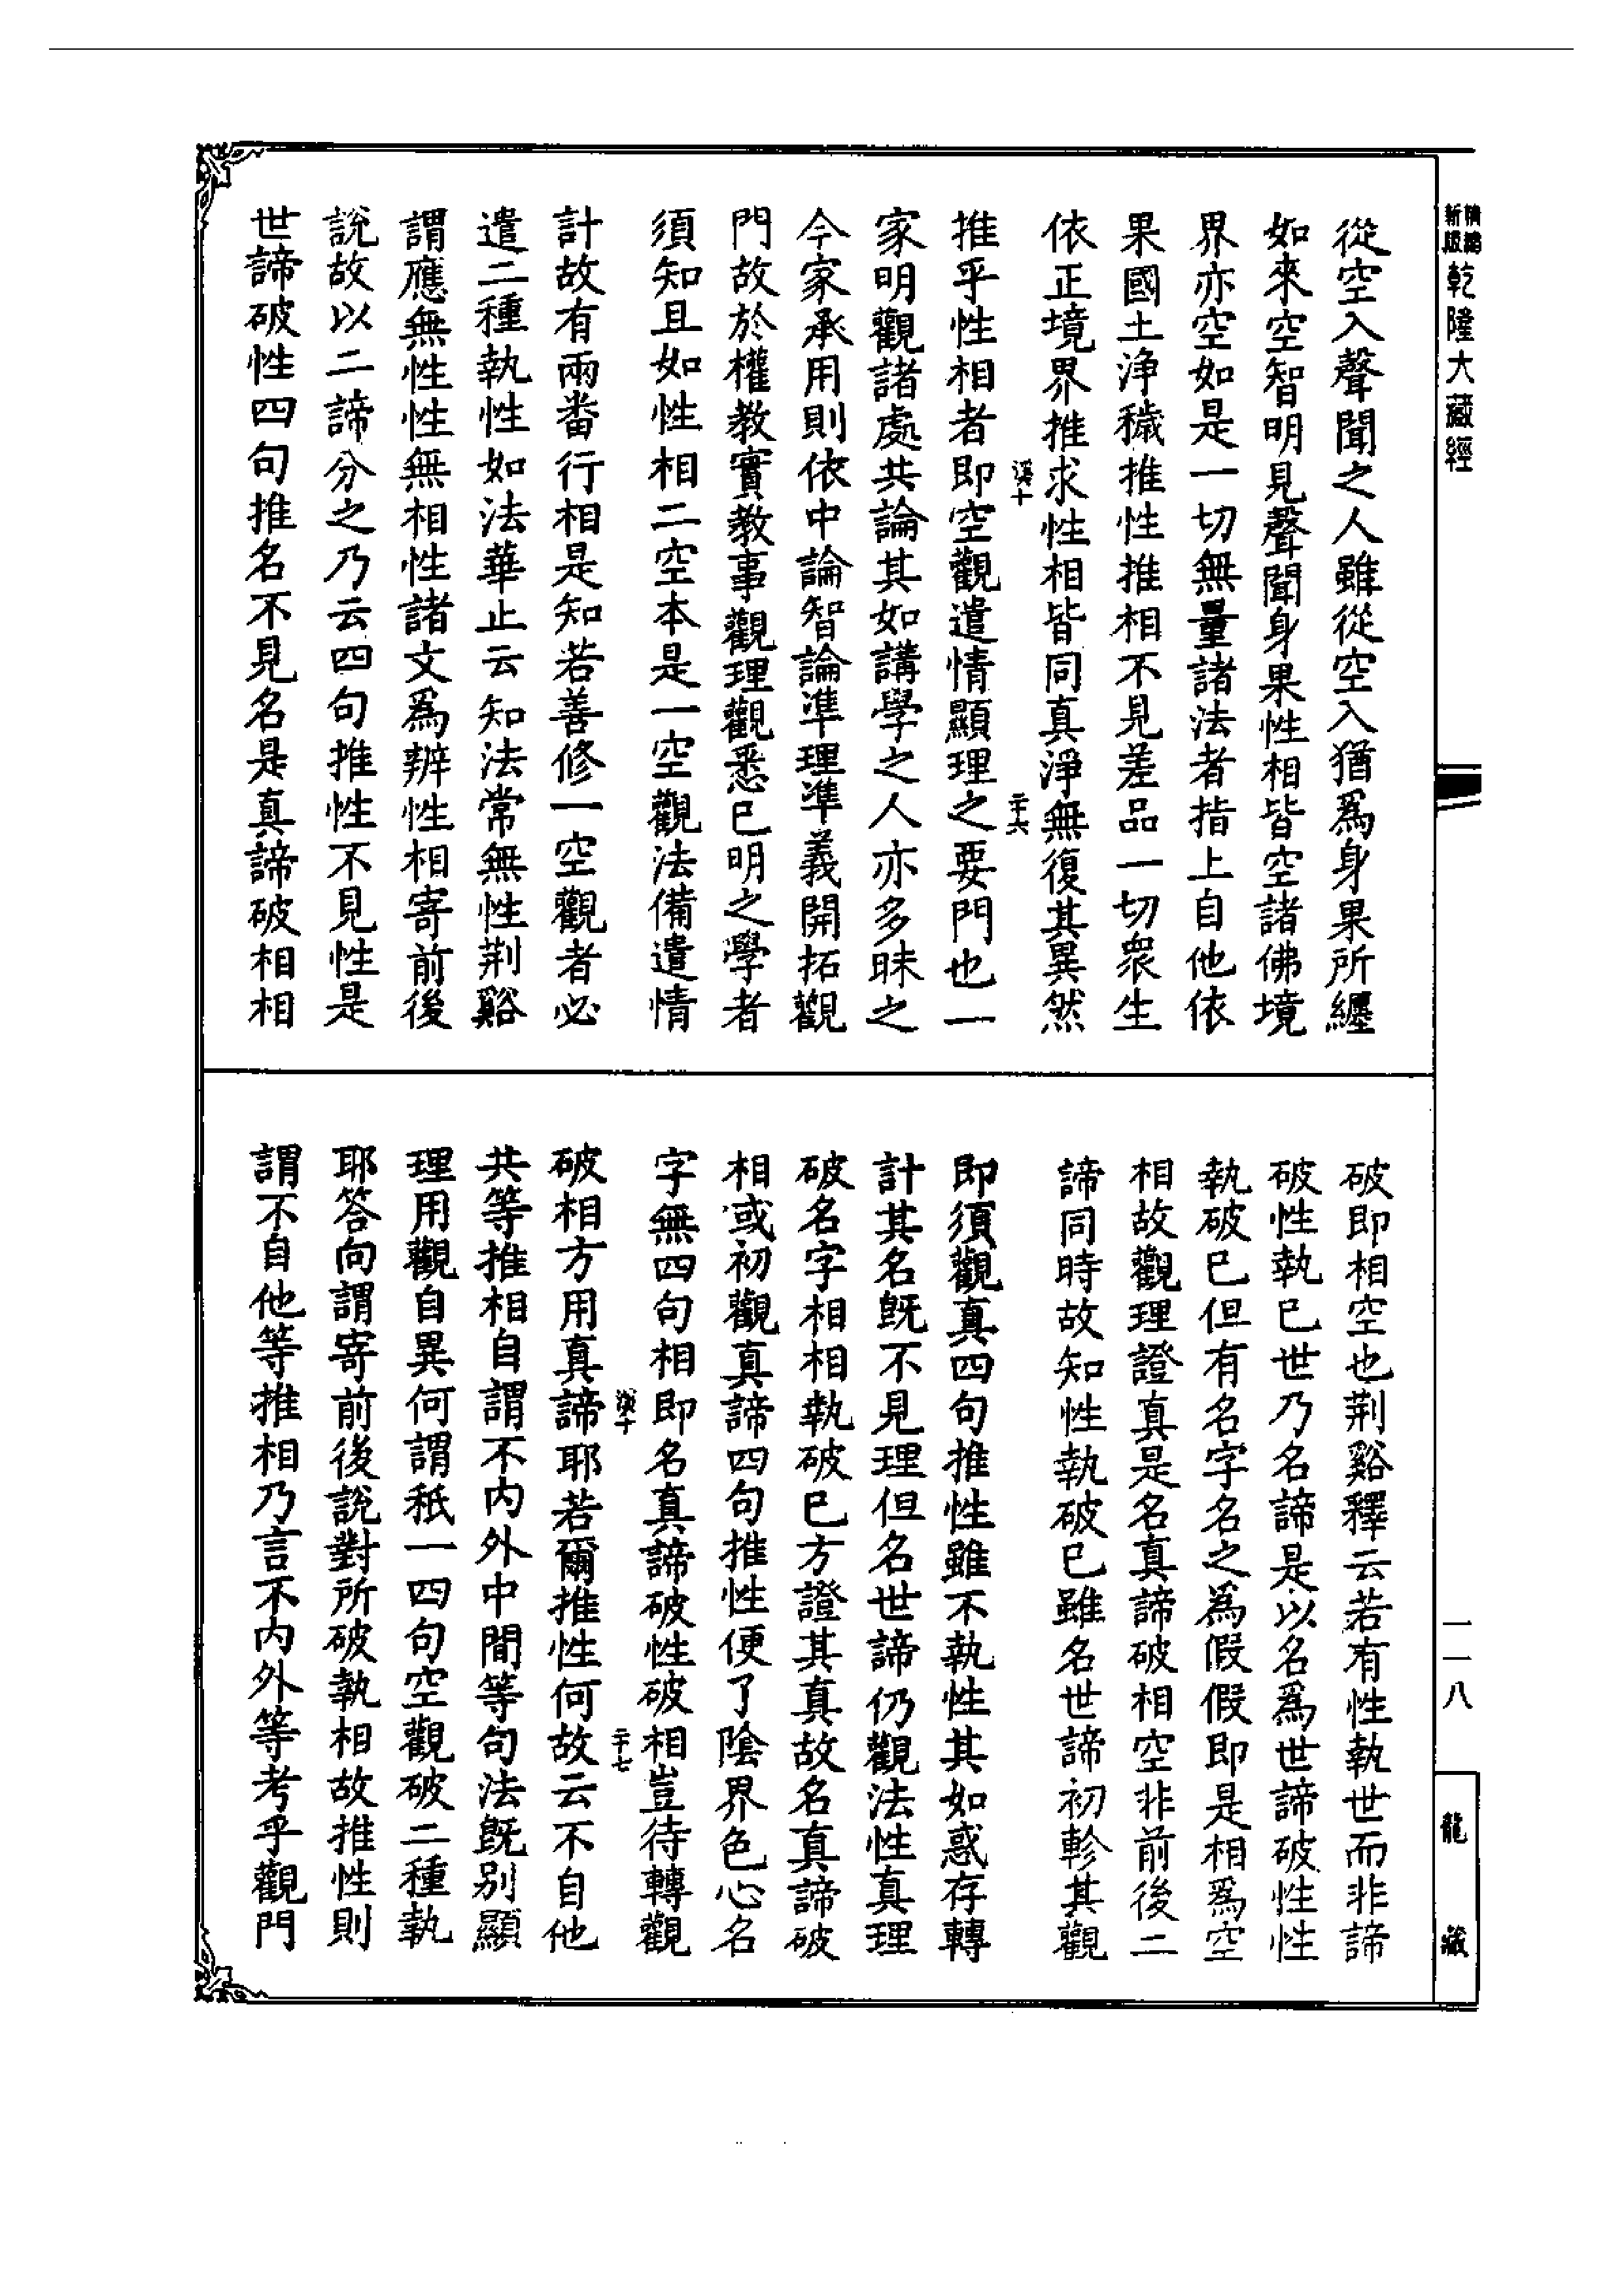 精編
新版
乾隆大藏經
從空入聲聞之人雖從空入猶爲身果所纒
如來空智明見聲聞身果性相皆空諸佛境
界亦空如是一切無量諸法者指上自他依
果國土淨穢推性推相不見差品一切衆生
依正境界推求性相皆同真淨無復其異然
溪十
二十六
推乎性相者即空觀遣情顯理之要門也一
家明觀諸處共論其如講學之人亦多昧之
今家承用則依中論智論準理準義開拓觀
門故於權教實教事觀理觀悉巳明之學者
須知且如性相二空本是一空觀法備遣情
計故有兩畨行相是知若善修一空觀者必
遣二種執性如法華止云知法常無性荆谿
謂應無性性無相性諸文爲辨性相寄前後
說故以二諦分之乃云四句推性不見性是
世諦破性四句推名不見名是真諦破相相
破即相空也荆谿釋云若有性執世而非諦
破性執巳世乃名諦是以名爲世諦破性性
執破巳但有名字名之為假假即是相爲空
相故觀理證真是名真諦破相空非前後二
諦同時故知性執破巳雖名世諦初軫其觀
即須觀真四句推性雖不執性其如惑存轉
計其名旣不見理但名世諦仍觀法性真理
破名字相相執破巳方證其真故名真諦破
相或初觀真諦四句推性便了陰界色心名
字無四句相即名真諦破性破相豈待轉觀
溪十
二十七
破相方用真諦耶若爾推性何故云不自他
共等推相自謂不内外中間等句法旣别顯
理用觀自異何謂秖一四句空觀破二種執
耶答向謂寄前後說對所破執相故推性則
謂不自他等推相乃言不内外等考乎觀門
一一八
龍藏